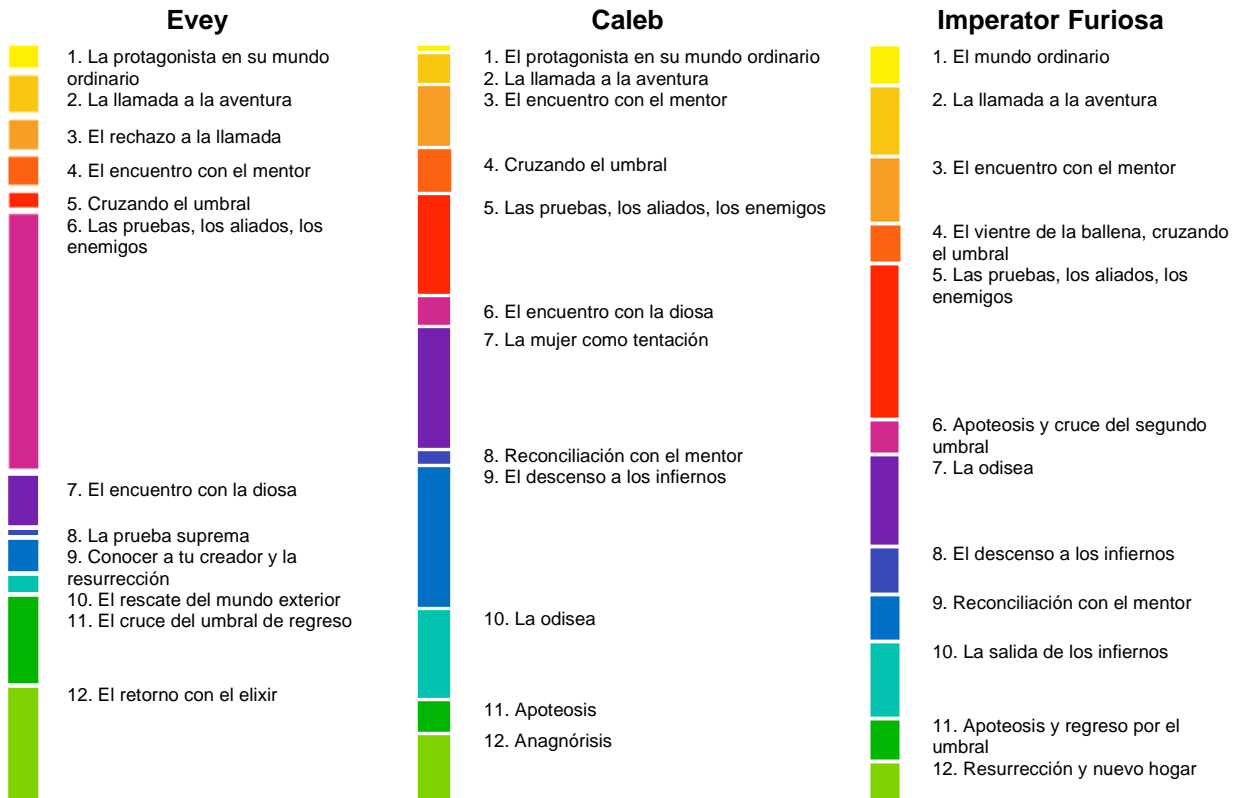 Evey
1. La protagonista en su mundo
ordinario
2. La llamada a la aventura
3. El rechazo a la llamada
4. El encuentro con el mentor
5. Cruzando el umbral
6. Las pruebas, los aliados, los
enemigos
7. El encuentro con la diosa
8. La prueba suprema
9. Conocer a tu creador y la
resurrección
10. El rescate del mundo exterior
11. El cruce del umbral de regreso
12. El retorno con el elixir
Caleb
1. El protagonista en su mundo ordinario
2. La llamada a la aventura
3. El encuentro con el mentor
4. Cruzando el umbral
5. Las pruebas, los aliados, los enemigos
6. El encuentro con la diosa
7. La mujer como tentación
8. Reconciliación con el mentor
9. El descenso a los infiernos
10. La odisea
11. Apoteosis
12. Anagnórisis
Imperator Furiosa
1. El mundo ordinario
2. La llamada a la aventura
3. El encuentro con el mentor
4. El vientre de la ballena, cruzando
el umbral
5. Las pruebas, los aliados, los
enemigos
6. Apoteosis y cruce del segundo
umbral
7. La odisea
8. El descenso a los infiernos
9. Reconciliación con el mentor
10. La salida de los infiernos
11. Apoteosis y regreso por el
umbral
12. Resurrección y nuevo hogar